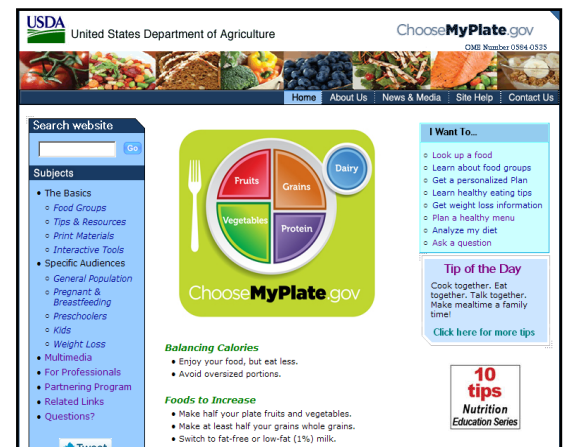 USDA
United States Department of Agriculture
ChooseMyPlate.gov
OMB Number 0584-0535
Home
About Us
News & Media
Site Help
Contact Us
Search website
Go
Subjects
The Basics
Food Groups
Tips & Resources
Print Materials
Interactive Tools
Specific Audiences
General Population
Pregnant &
Breastfeeding
Preschoolers
Kids
Weight Loss
Multimedia
For Professionals
Partnering Program
Related Links
Questions?
Tweet
Dairy
Fruits
Grains
Vegetables
Protein
ChooseMyPlate.gov
Balancing Calories
Enjoy your food, but eat less.
Avoid oversized portions.
Foods to Increase
Make half your plate fruits and vegetables.
Make at least half your grains whole grains.
Switch to fat-free or low-fat (1%) milk.
I Want To...
Look up a food
Learn about food groups
Get a personalized Plan
Learn healthy eating tips
Get weight loss information
Plan a healthy menu
Analyze my diet
Ask a question
Tip of the Day
Cook together. Eat
together. Talk together.
Make mealtime a family
time!
Click here for more tips
10
tips
Nutrition
Education Series